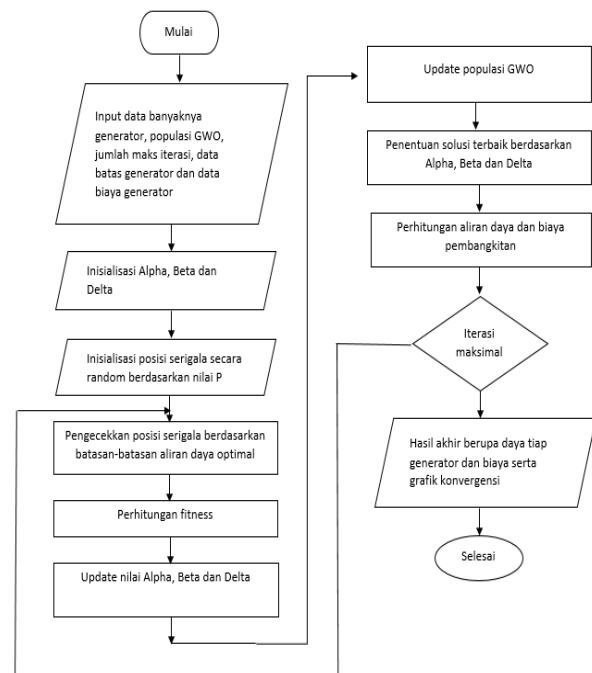 Mulai
Input data banyaknya
generator, populasi GWO,
jumlah maks iterasi, data
batas generator dan data
biaya generator
Inisialisasi Alpha, Beta dan
Delta
Inisialisasi posisi serigala secara
random berdasarkan nilai P
Pengecekkan posisi serigala berdasarkan
batasan-batasan aliran daya optimal
Perhitungan fitness
Update nilai Alpha, Beta dan Delta
Update populasi GWO
Penentuan solusi terbaik berdasarkan
Alpha, Beta dan Delta
Perhitungan aliran daya dan biaya
pembangkitan
Iterasi
maksimal
Hasil akhir berupa daya tiap
generator dan biaya serta
grafik konvergensi
Selesai